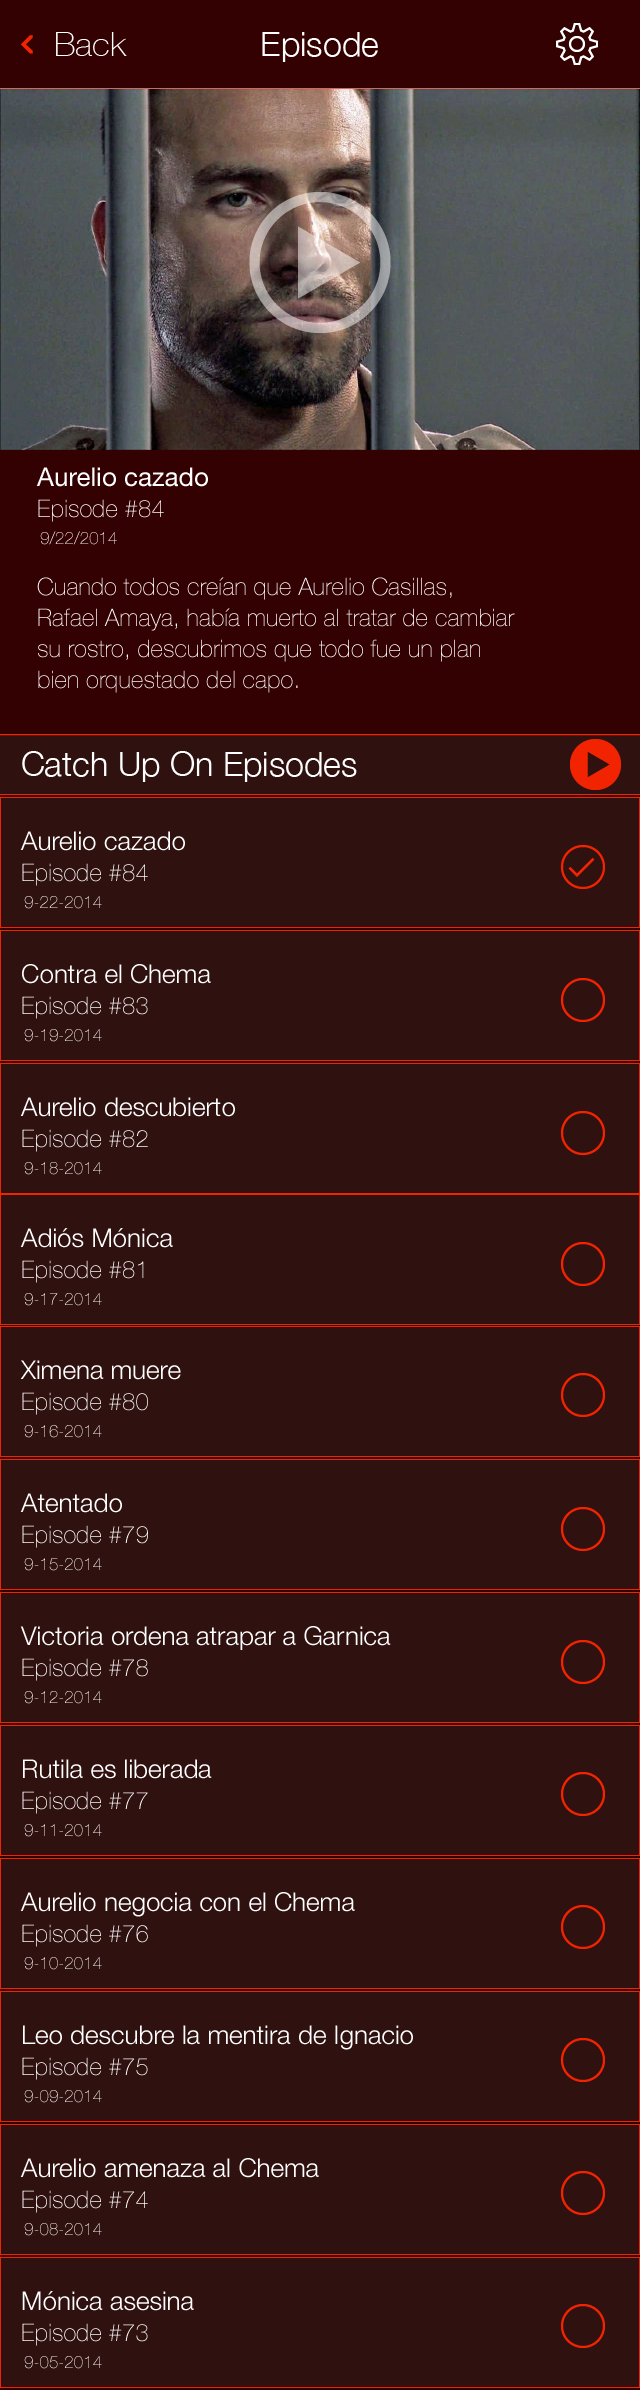 Back
Episode
Aurelio cazado
Episode #84
9/22/2014
Cuando todos creían que Aurelio Casillas,
Rafael Amaya, había muerto al tratar de cambiar
su rostro, descubrimos que todo fue un plan
bien orquestado del capo.
Catch Up On Episodes
Aurelio cazado
Episode #84
9-22-2014
Contra el Chema
Episode #83
9-19-2014
Aurelio descubierto
Episode #82
9-18-2014
Adiós Mónica
Episode #81
9-17-2014
Ximena muere
Episode #80
9-16-2014
Atentado
Episode #79
9-15-2014
Victoria ordena atrapar a Garnica
Episode #78
9-12-2014
Rutila es liberada
Episode #77
9-11-2014
Aurelio negocia con el Chema
Episode #76
9-10-2014
Leo descubre la mentira de Ignacio
Episode #75
9-09-2014
Aurelio amenaza al Chema
Episode #74
9-08-2014
Mónica asesina
Episode #73
9-05-2014